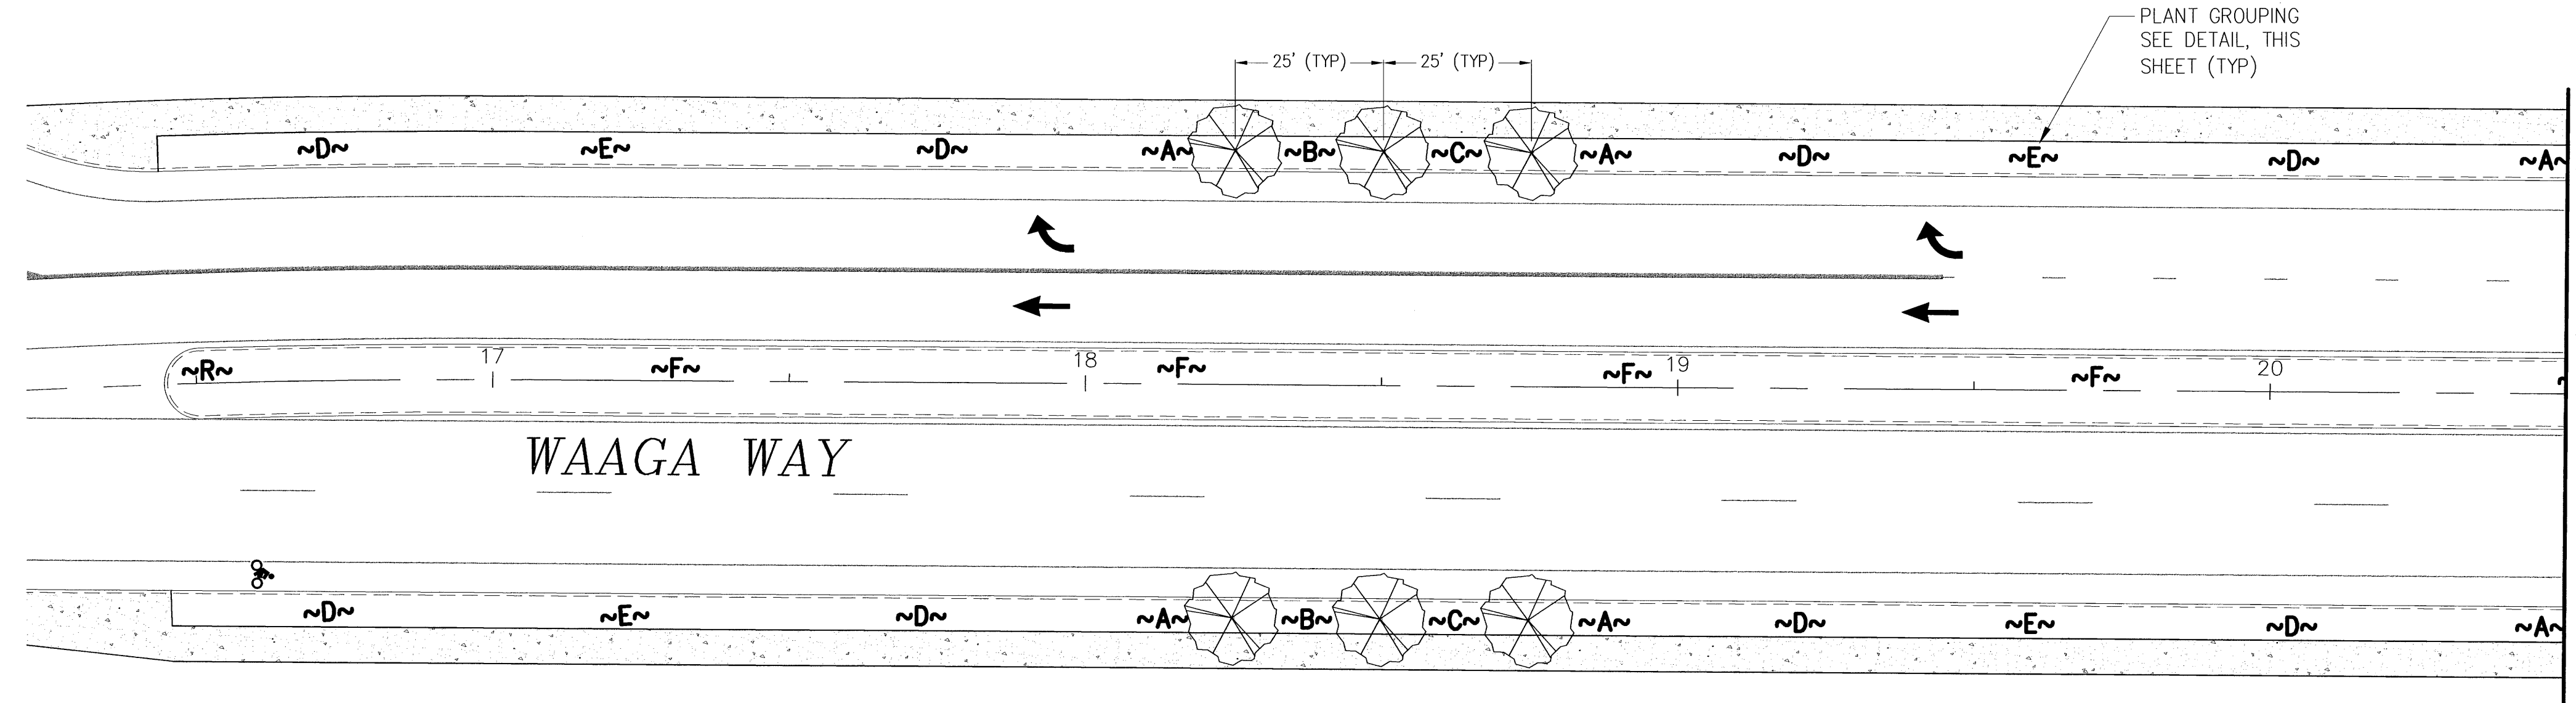 PLANT GROUPING
SEE DETAIL, THIS
SHEET (TYP)
25' (TYP) 25' (TYP)
~D~ ~E~ ~D~ ~A~ ~B~ ~C~ ~A~ ~D~ ~E~ ~D~ ~A~
17 18 19 20
~R~ ~F~ ~F~ ~F~ ~F~
WAAGA WAY
~D~ ~E~ ~D~ ~A~ ~B~ ~C~ ~A~ ~D~ ~E~ ~D~ ~A~